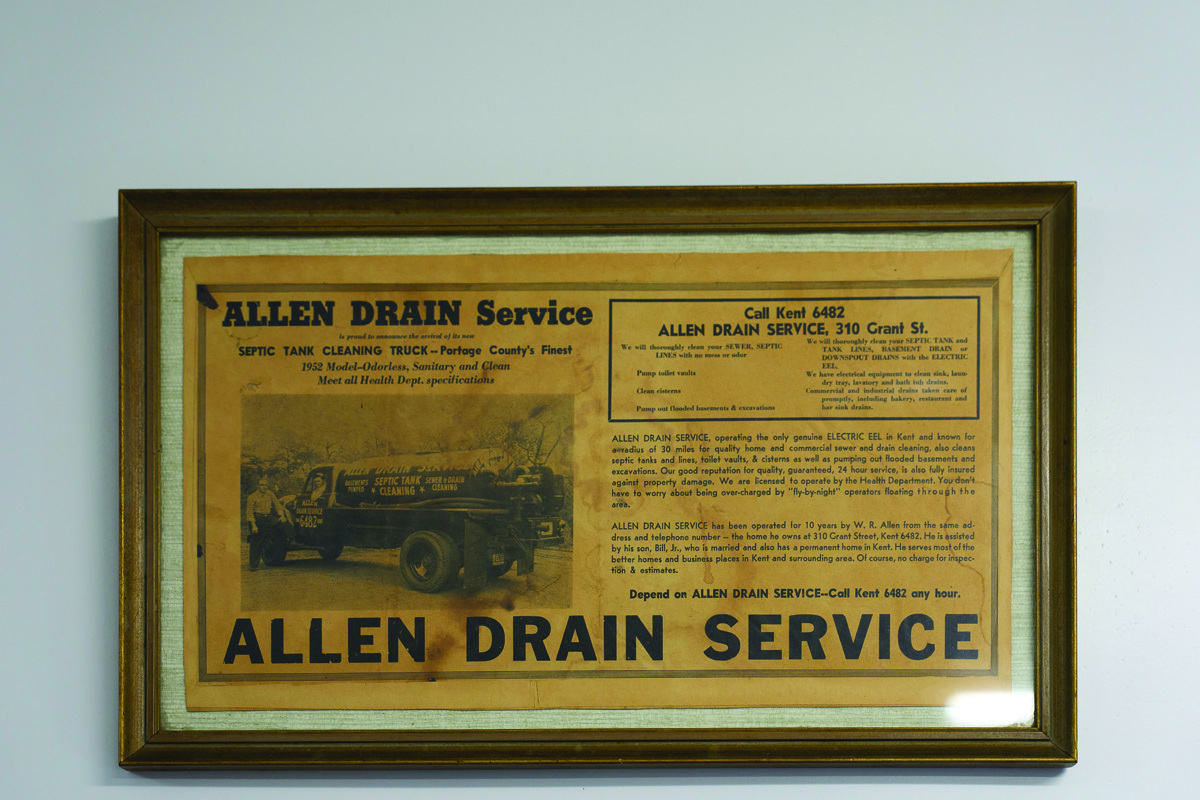 ALLEN DRAIN Service
is proud to announce the arrival of its new
SEPTIC TANK CLEANING TRUCK--Portage County's Finest
1952 Model-Odorless, Sanitary and Clean
Meet all Health Dept. specifications
ALLEN DRAIN
BASEMENTS
PUMPED
SEPTIC TANK
CLEANING
SEWER & DRAIN
CLEANING
ALLEN
DRAIN SERVICE
6482
Call Kent 6482
ALLEN DRAIN SERVICE, 310 Grant St.
We will thoroughly clean your SEWER, SEPTIC
LINES with no mess or odor
Pump toilet vaults
Clean cisterns
Pump out flooded basements & excavations
We will thoroughly clean your SEPTIC TANK and
TANK LINES, BASEMENT DRAIN or
DOWNSPOUT DRAINS with the ELECTRIC
EEL.
We have electrical equipment to clean sink, laun-
dry tray, lavatory and bath tub drains.
Commercial and industrial drains taken care of
promptly, including bakery, restaurant and
bar sink drains.
ALLEN DRAIN SERVICE, operating the only genuine ELECTRIC EEL in Kent and known for
a radius of 30 miles for quality home and commercial sewer and drain cleaning, also cleans
septic tanks and lines, toilet vaults, & cisterns as well as pumping out flooded basements and
excavations. Our good reputation for quality, guaranteed, 24 hour service, is also fully insured
against property damage. We are licensed to operate by the Health Department. You don't
have to worry about being over-charged by "fly-by-night" operators floating through the
area.
ALLEN DRAIN SERVICE has been operated for 10 years by W. R. Allen from the same ad-
dress and telephone number – the home he owns at 310 Grant Street, Kent 6482. He is assisted
by his son, Bill, Jr., who is married and also has a permanent home in Kent. He serves most of the
better homes and business places in Kent and surrounding area. Of course, no charge for inspec-
tion & estimates.
Depend on ALLEN DRAIN SERVICE--Call Kent 6482 any hour.
ALLEN DRAIN SERVICE